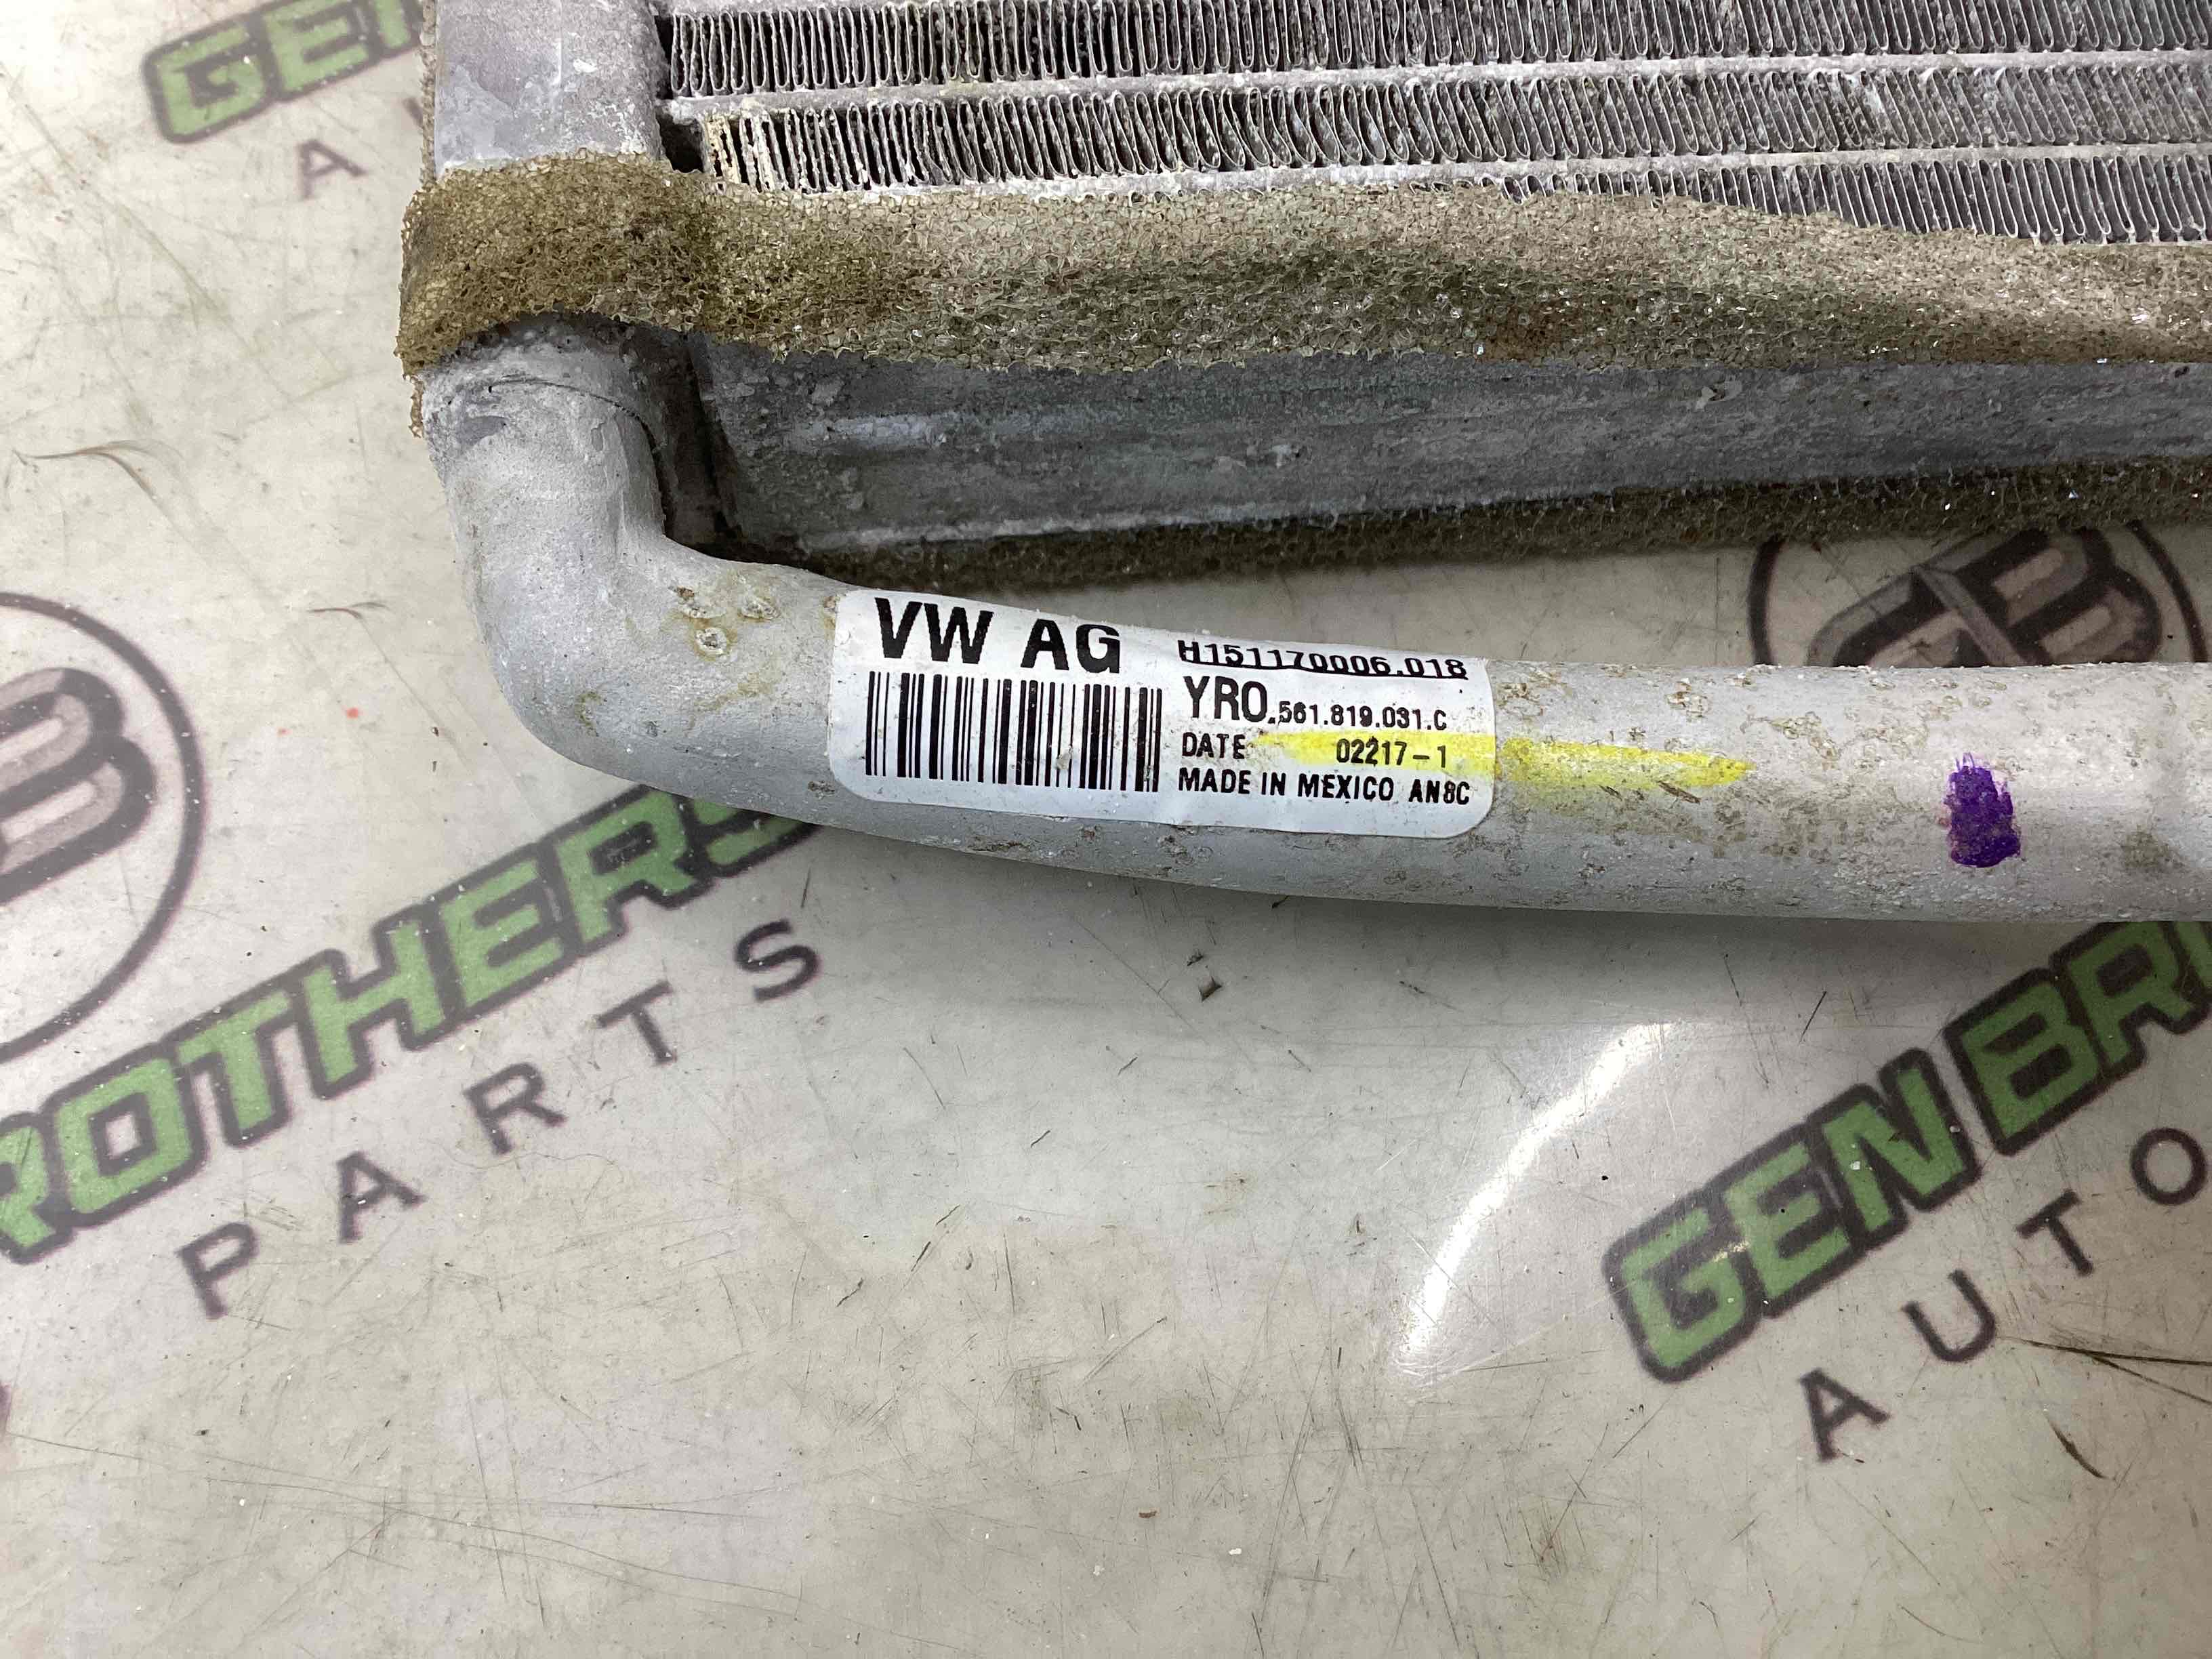 GEN
A
VW AG
H151170006.018
YRO.561.819.031.C
DATE 02217-1
MADE IN MEXICO AN8C
ROTHERS
PARTS
GEN BR
AUTO